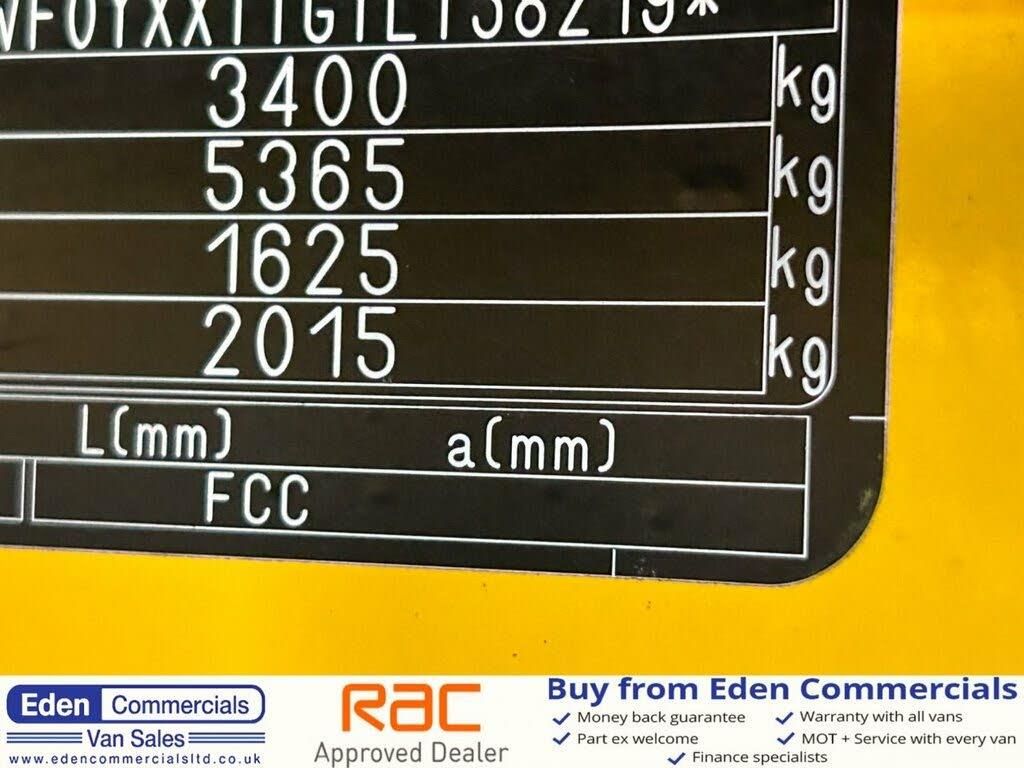 3400 kg
5365 kg
1625 kg
2015 kg
L(mm) a(mm)
FCC
Eden Commercials
Van Sales
www.edencommercialsltd.co.uk
RAC
Approved Dealer
Buy from Eden Commercials
Money back guarantee Warranty with all vans
Part ex welcome MOT + Service with every van
Finance specialists